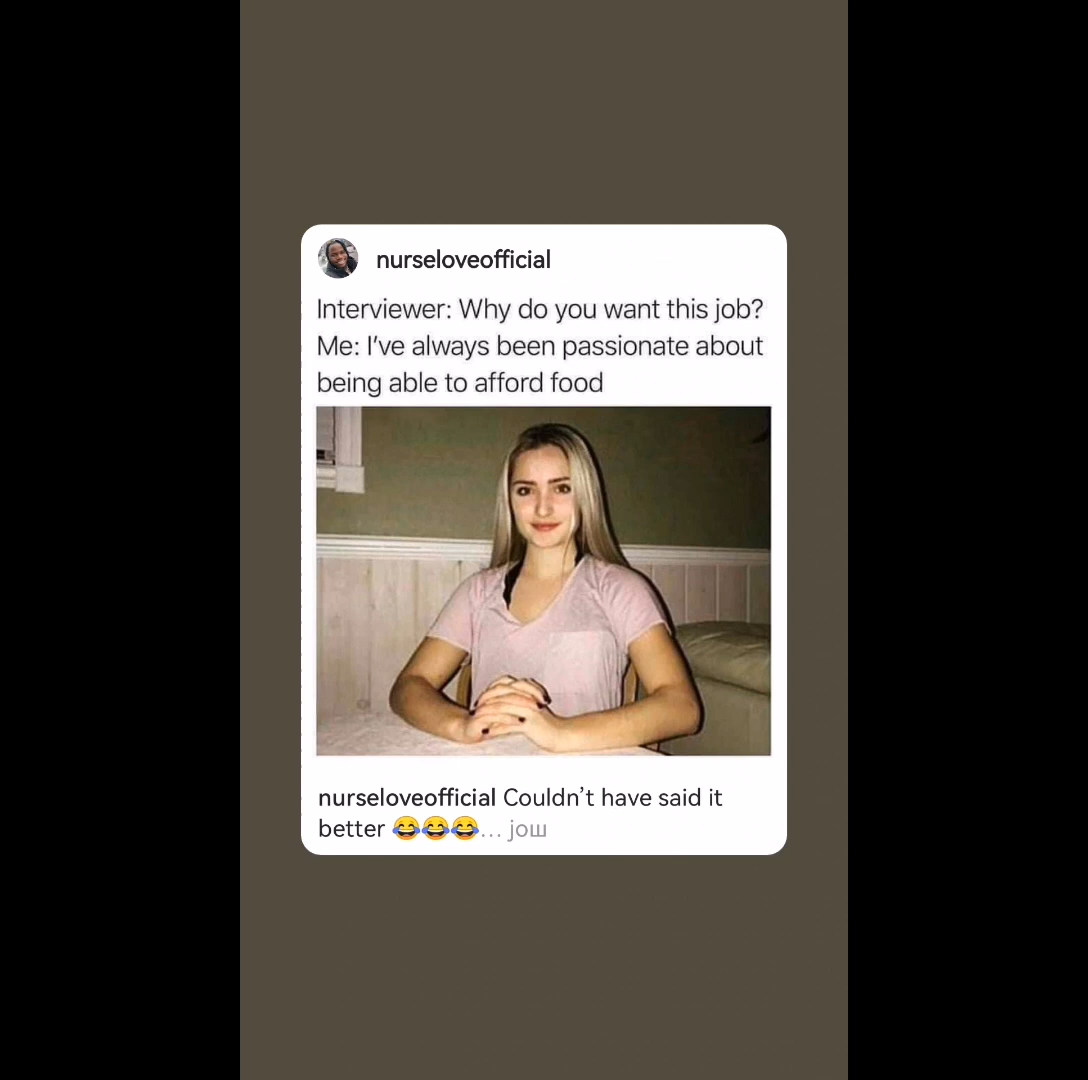 nurseloveofficial
Interviewer: Why do you want this job?
Me: I've always been passionate about
being able to afford food
nurseloveofficial Couldn’t have said it
better 😂😂😂... још